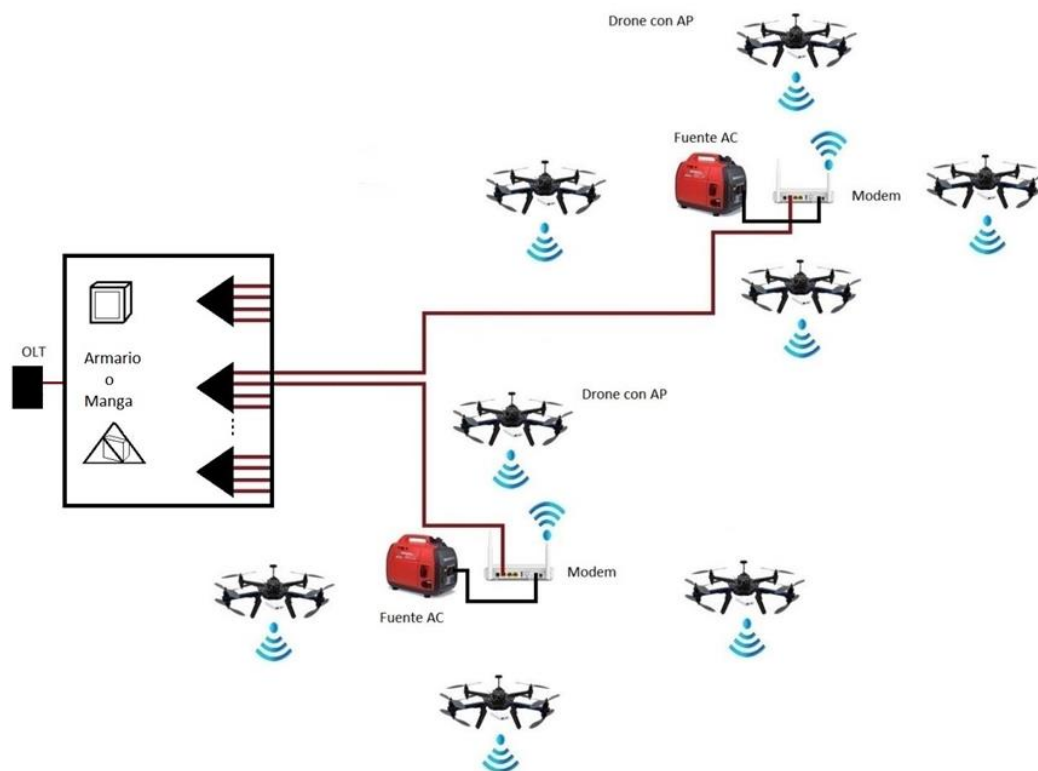 Drone con AP
Fuente AC
Modem
OLT
Armario
o
Manga
Drone con AP
Modem
Fuente AC